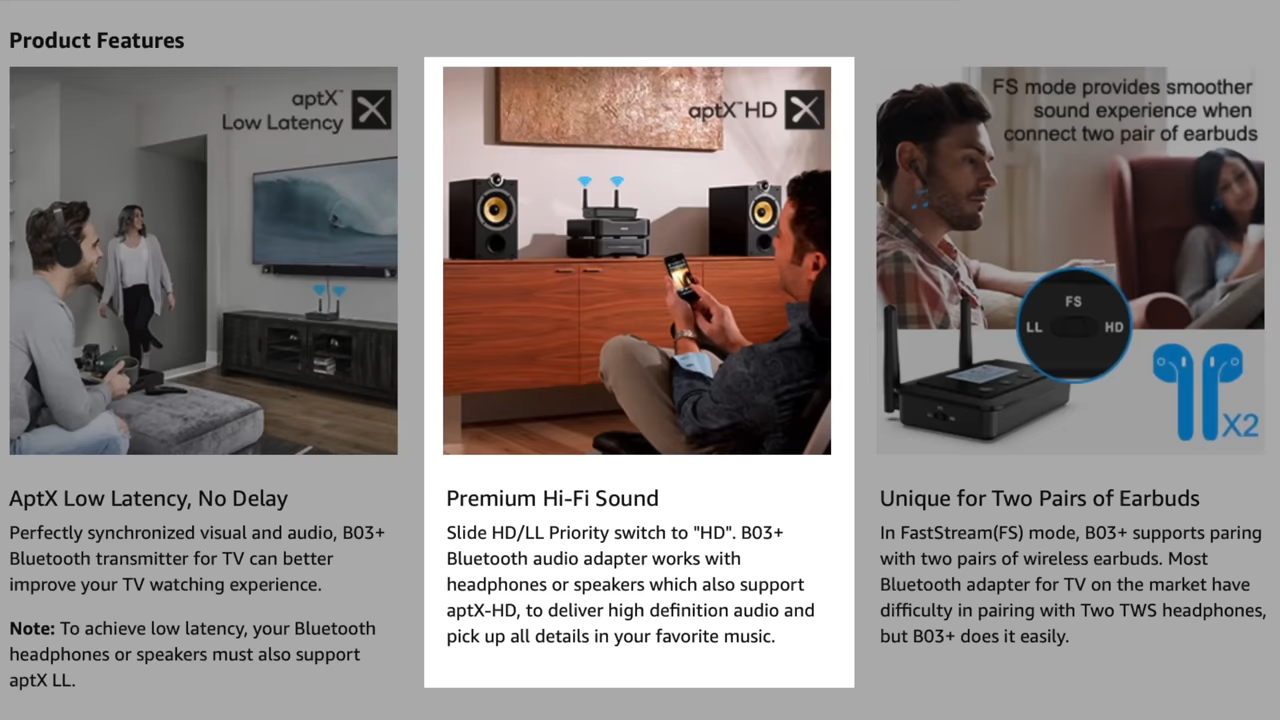 Product Features
aptX™
Low Latency
AptX Low Latency, No Delay
Perfectly synchronized visual and audio, B03+
Bluetooth transmitter for TV can better
improve your TV watching experience.
Note: To achieve low latency, your Bluetooth
headphones or speakers must also support
aptX LL.
aptX™ HD
Premium Hi-Fi Sound
Slide HD/LL Priority switch to "HD". B03+
Bluetooth audio adapter works with
headphones or speakers which also support
aptX-HD, to deliver high definition audio and
pick up all details in your favorite music.
FS mode provides smoother
sound experience when
connect two pair of earbuds
FS
LL HD
X2
Unique for Two Pairs of Earbuds
In FastStream(FS) mode, B03+ supports paring
with two pairs of wireless earbuds. Most
Bluetooth adapter for TV on the market have
difficulty in pairing with Two TWS headphones,
but B03+ does it easily.